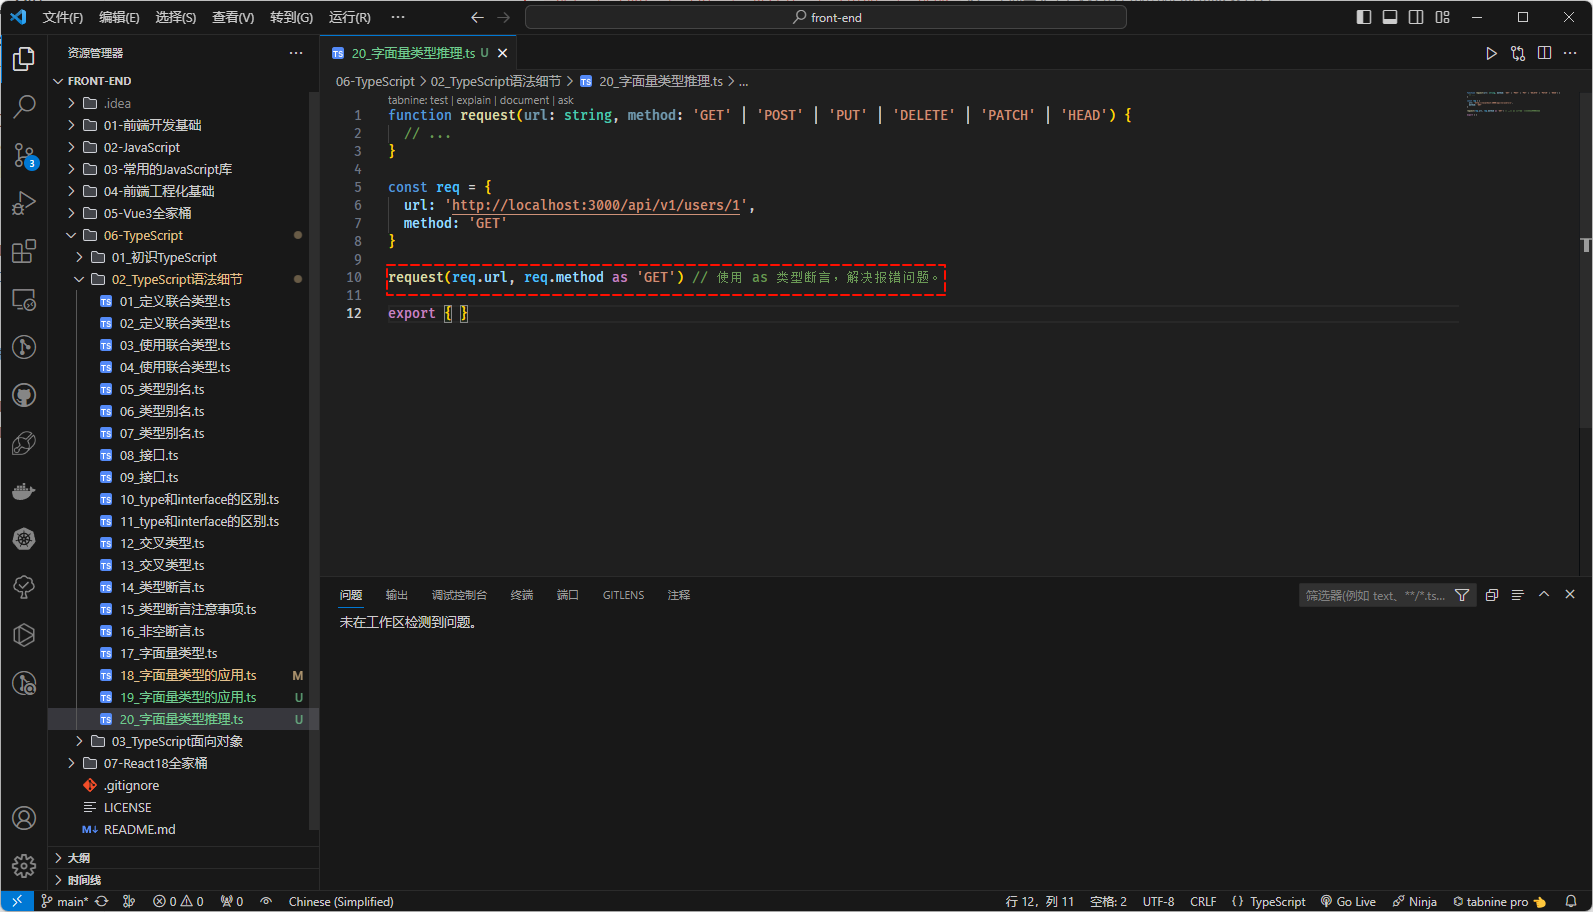 文件(F) 编辑(E) 选择(S) 查看(V) 转到(G) 运行(R) ··· front-end
资源管理器 ···
FRONT-END
.idea
01-前端开发基础
02-JavaScript
03-常用的JavaScript库
04-前端工程化基础
05-Vue3全家桶
06-TypeScript
01_初识TypeScript
02_TypeScript语法细节
TS 01_定义联合类型.ts
TS 02_定义联合类型.ts
TS 03_使用联合类型.ts
TS 04_使用联合类型.ts
TS 05_类型别名.ts
TS 06_类型别名.ts
TS 07_类型别名.ts
TS 08_接口.ts
TS 09_接口.ts
TS 10_type和interface的区别.ts
TS 11_type和interface的区别.ts
TS 12_交叉类型.ts
TS 13_交叉类型.ts
TS 14_类型断言.ts
TS 15_类型断言注意事项.ts
TS 16_非空断言.ts
TS 17_字面量类型.ts
TS 18_字面量类型的应用.ts M
TS 19_字面量类型的应用.ts U
TS 20_字面量类型推理.ts U
03_TypeScript面向对象
07-React18全家桶
.gitignore
LICENSE
M↓ README.md
大纲
时间线
3
TS 20_字面量类型推理.ts U
06-TypeScript > 02_TypeScript语法细节 > TS 20_字面量类型推理.ts > ...
tabnine: test | explain | document | ask
1 function request(url: string, method: 'GET' | 'POST' | 'PUT' | 'DELETE' | 'PATCH' | 'HEAD') {
2 // ...
3 }
4
5 const req = {
6 url: 'http://localhost:3000/api/v1/users/1',
7 method: 'GET'
8 }
9
10 request(req.url, req.method as 'GET') // 使用 as 类型断言，解决报错问题。
11
12 export { }
问题 输出 调试控制台 终端 端口 GITLENS 注释 筛选器(例如 text、**/*.ts...
未在工作区检测到问题。
main* 0 0 0 Chinese (Simplified) 行 12，列 11 空格: 2 UTF-8 CRLF { } TypeScript Go Live Ninja tabnine pro